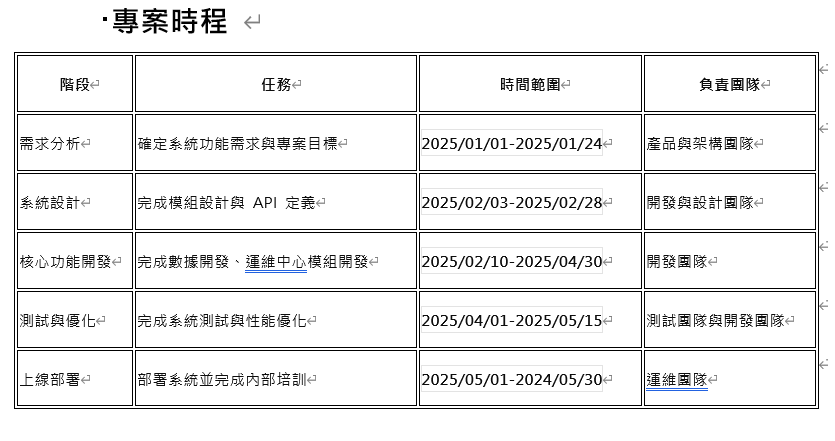 ·專案時程
階段 任務 時間範圍 負責團隊
需求分析 確定系統功能需求與專案目標 2025/01/01-2025/01/24 產品與架構團隊
系統設計 完成模組設計與 API 定義 2025/02/03-2025/02/28 開發與設計團隊
核心功能開發 完成數據開發、運維中心模組開發 2025/02/10-2025/04/30 開發團隊
測試與優化 完成系統測試與性能優化 2025/04/01-2025/05/15 測試團隊與開發團隊
上線部署 部署系統並完成內部培訓 2025/05/01-2024/05/30 運維團隊